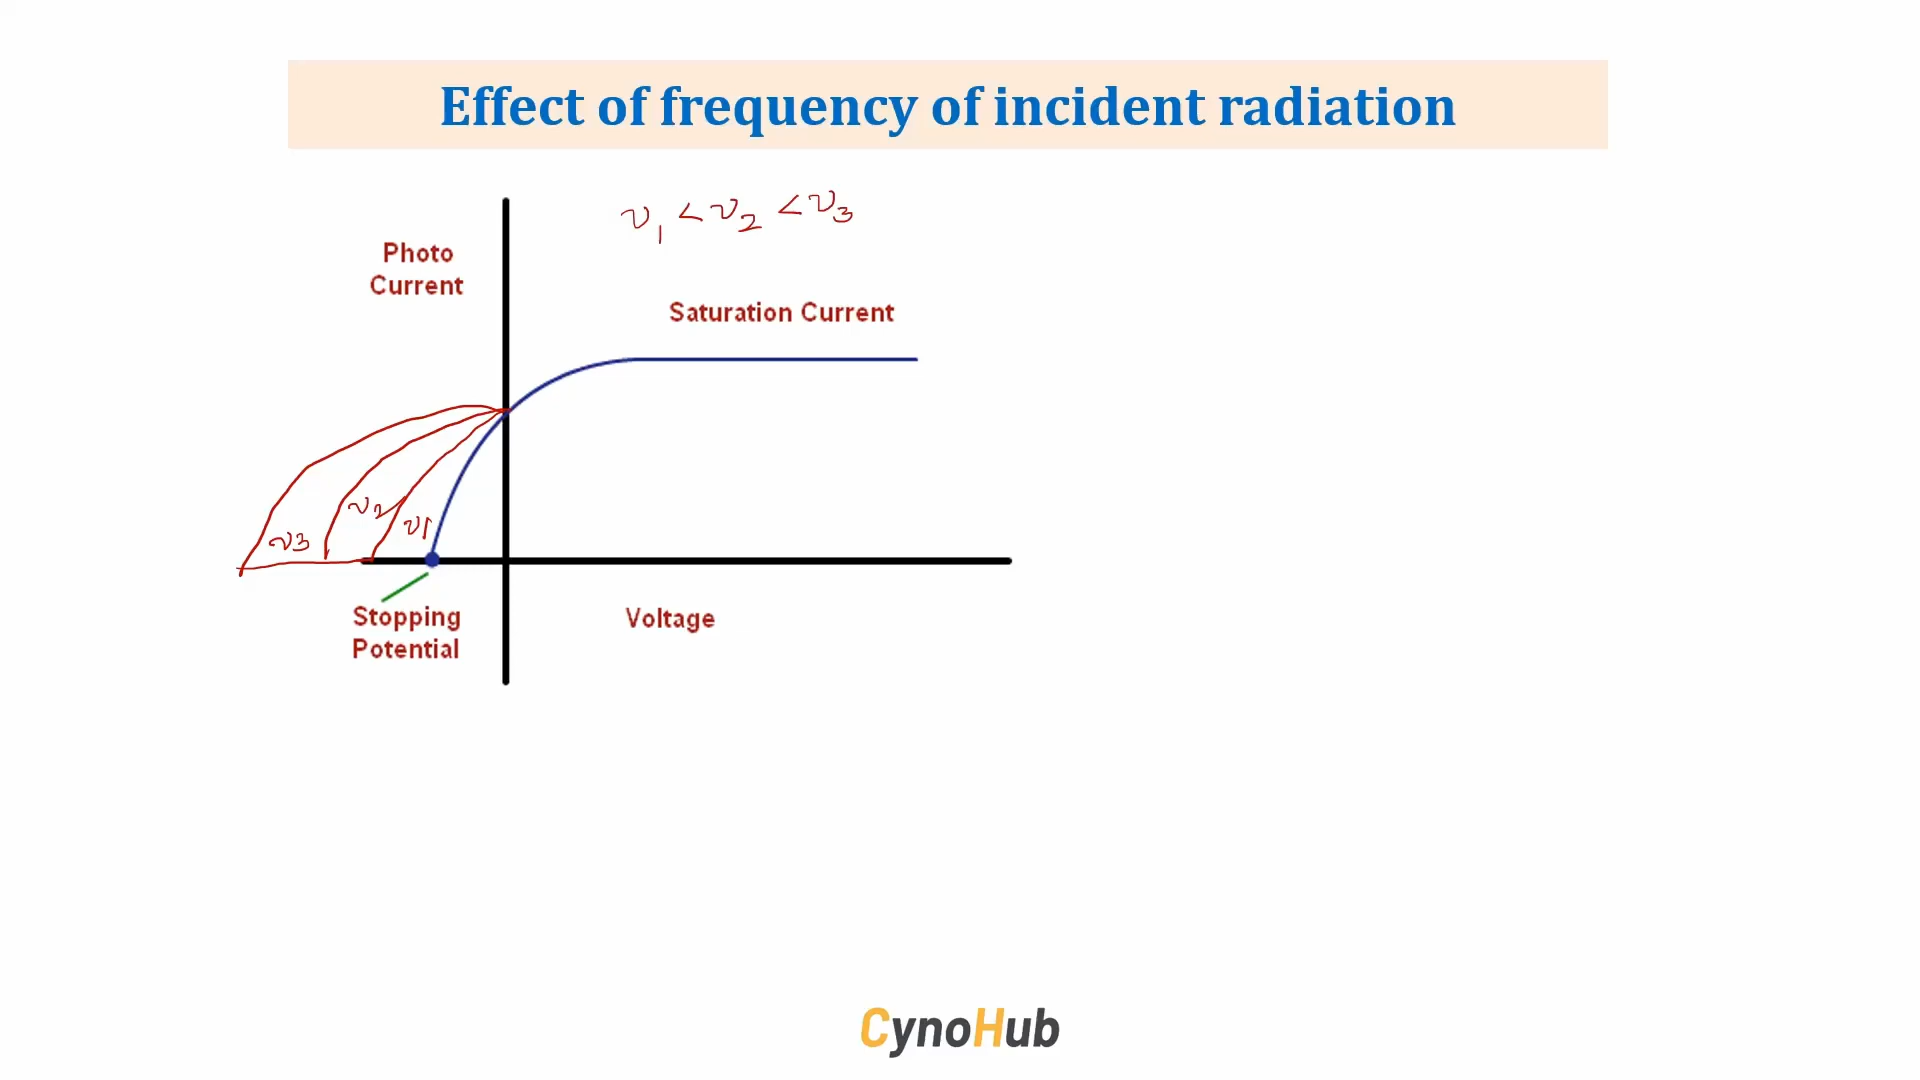 Effect of frequency of incident radiation
ν1 < ν2 < ν3
Photo
Current
Saturation Current
ν3
ν2
ν1
Stopping
Potential
Voltage
CynoHub